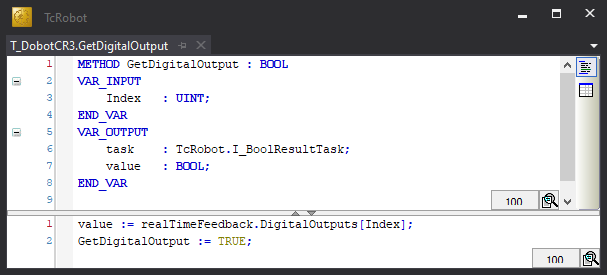 TcRobot
T_DobotCR3.GetDigitalOutput
1 METHOD GetDigitalOutput : BOOL
2 VAR_INPUT
3 Index : UINT;
4 END_VAR
5 VAR_OUTPUT
6 task : TcRobot.I_BoolResultTask;
7 value : BOOL;
8 END_VAR
9
100
1 value := realTimeFeedback.DigitalOutputs[Index];
2 GetDigitalOutput := TRUE;
100